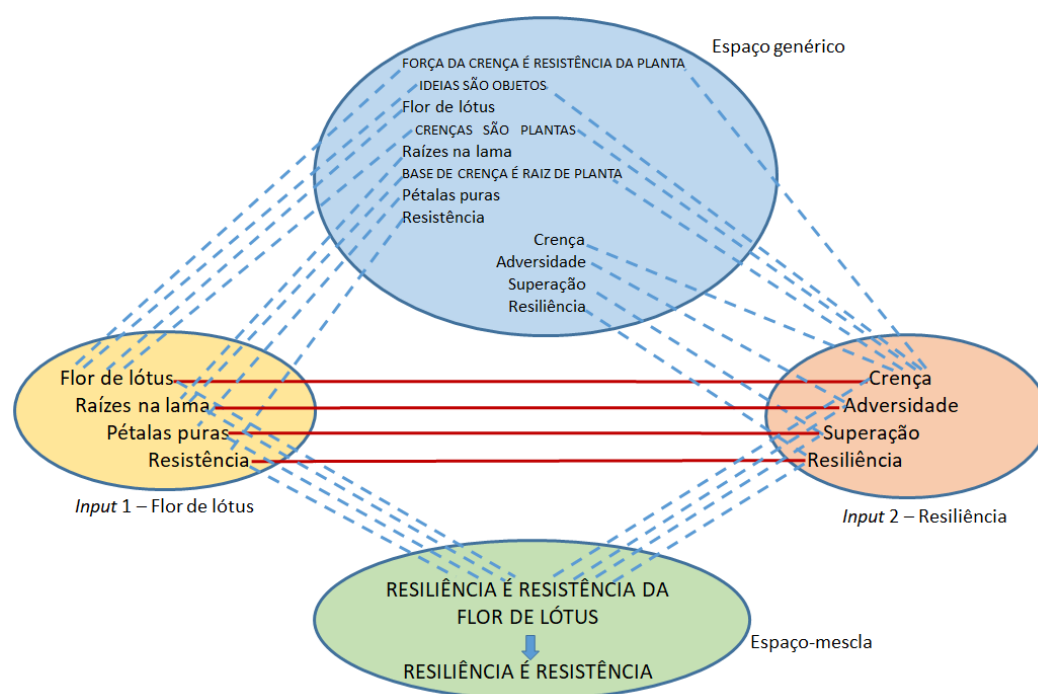 Espaço genérico
FORÇA DA CRENÇA É RESISTÊNCIA DA PLANTA
IDEIAS SÃO OBJETOS
Flor de lótus
CRENÇAS SÃO PLANTAS
Raízes na lama
BASE DE CRENÇA É RAIZ DE PLANTA
Pétalas puras
Resistência
Crença
Adversidade
Superação
Resiliência
Flor de lótus
Raízes na lama
Pétalas puras
Resistência
Input 1 – Flor de lótus
Crença
Adversidade
Superação
Resiliência
Input 2 – Resiliência
RESILIÊNCIA É RESISTÊNCIA DA
FLOR DE LÓTUS
RESILIÊNCIA É RESISTÊNCIA
Espaço-mescla